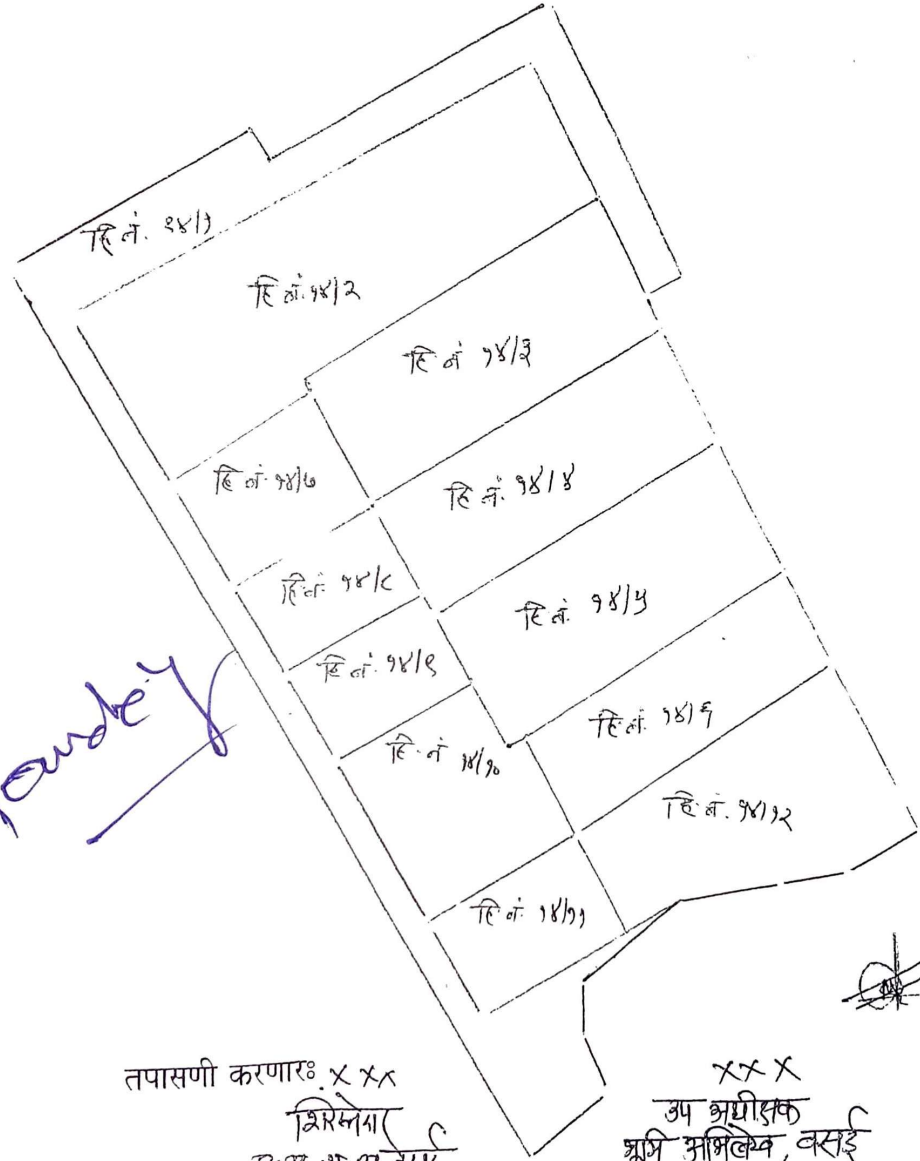 हि नं. १४/१
हि नं. १४/२
हि नं १४/३
हि नं. १४/७
हि नं. १४/४
हि.नं. १४/८
हि नं. १४/५
हि नं. १४/९
हि.नं. १४/६
हि.नं १४/१०
हि.नं. १४/१२
हि नं. १४/११
तपासणी करणारः xxx
xxx
शिरस्तेदार
उप अधीक्षक
भूमि अभिलेख, वसई